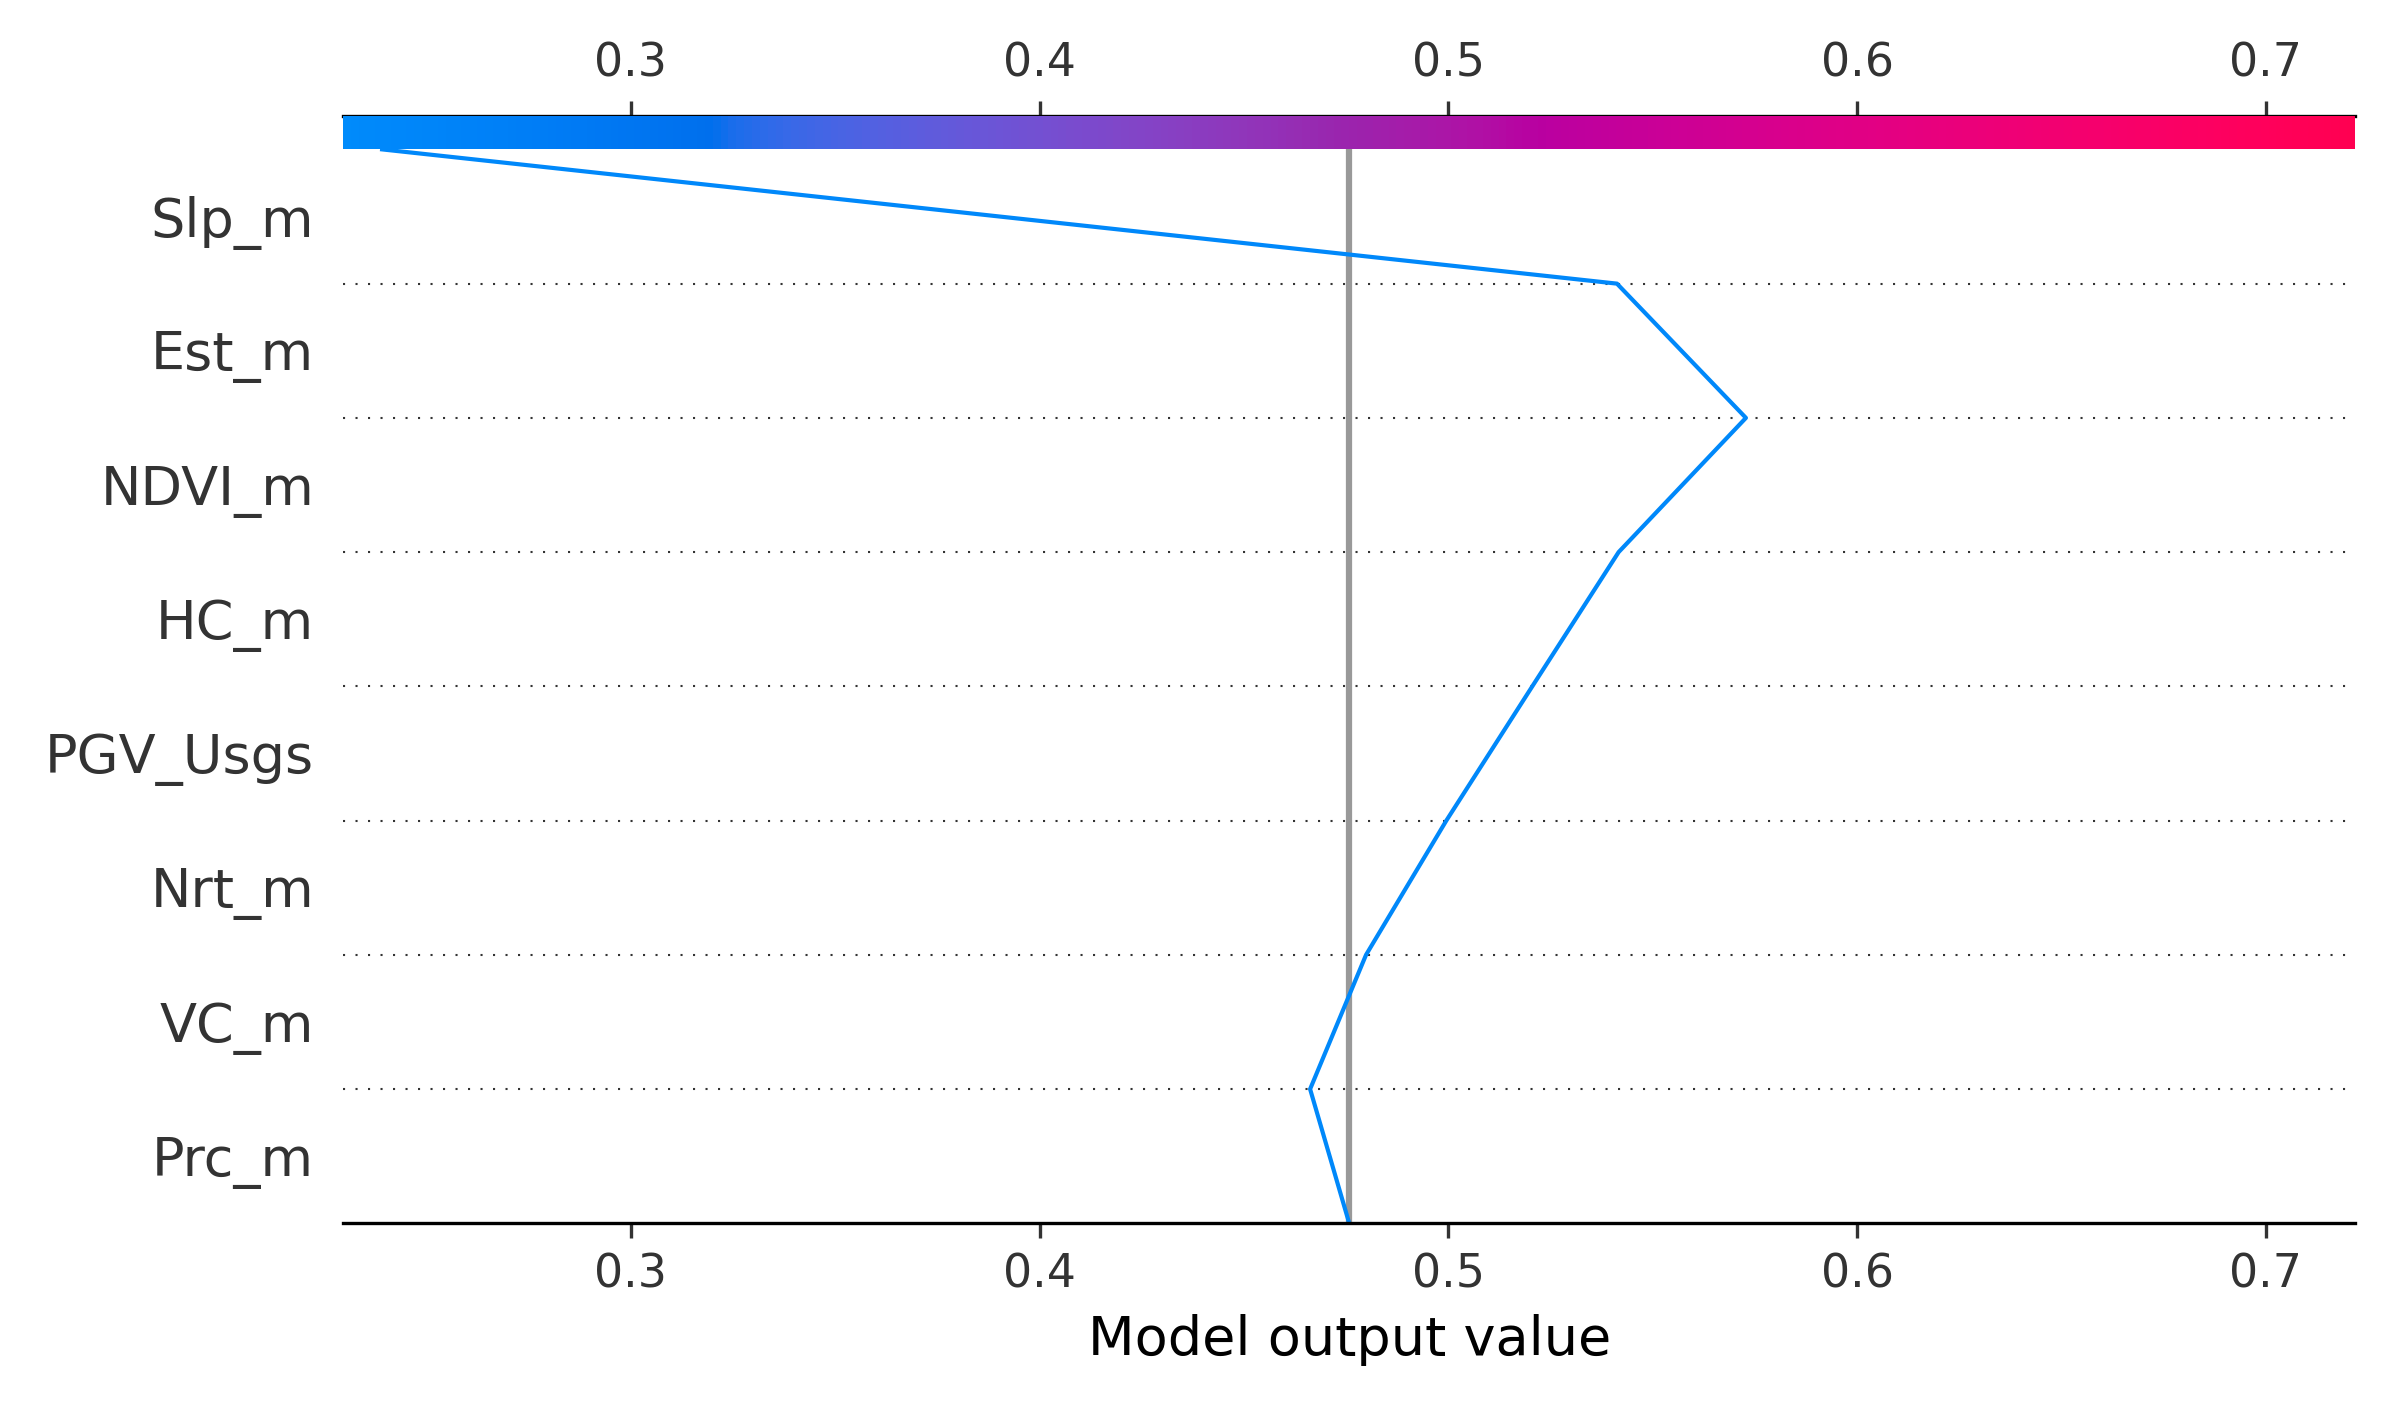 0.3 0.4 0.5 0.6 0.7
Slp_m
Est_m
NDVI_m
HC_m
PGV_Usgs
Nrt_m
VC_m
Prc_m
0.3 0.4 0.5 0.6 0.7
Model output value